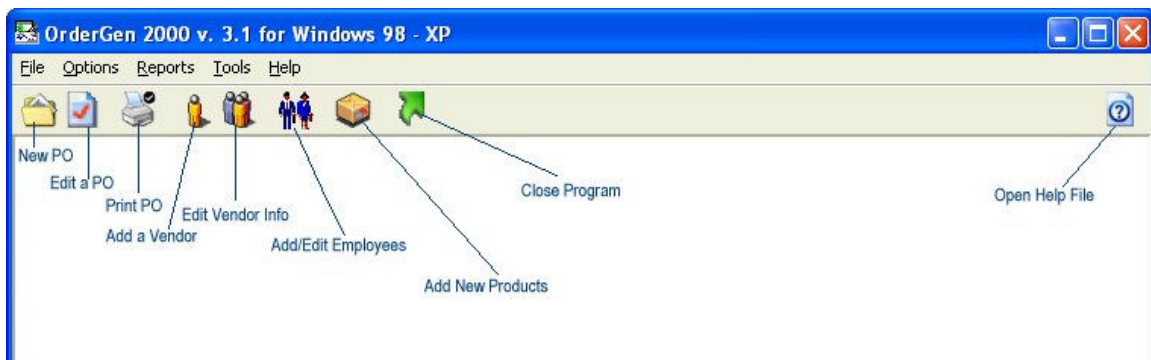 OrderGen 2000 v. 3.1 for Windows 98 - XP
File Options Reports Tools Help
New PO
Edit a PO
Print PO
Add a Vendor
Edit Vendor Info
Add/Edit Employees
Add New Products
Close Program
Open Help File